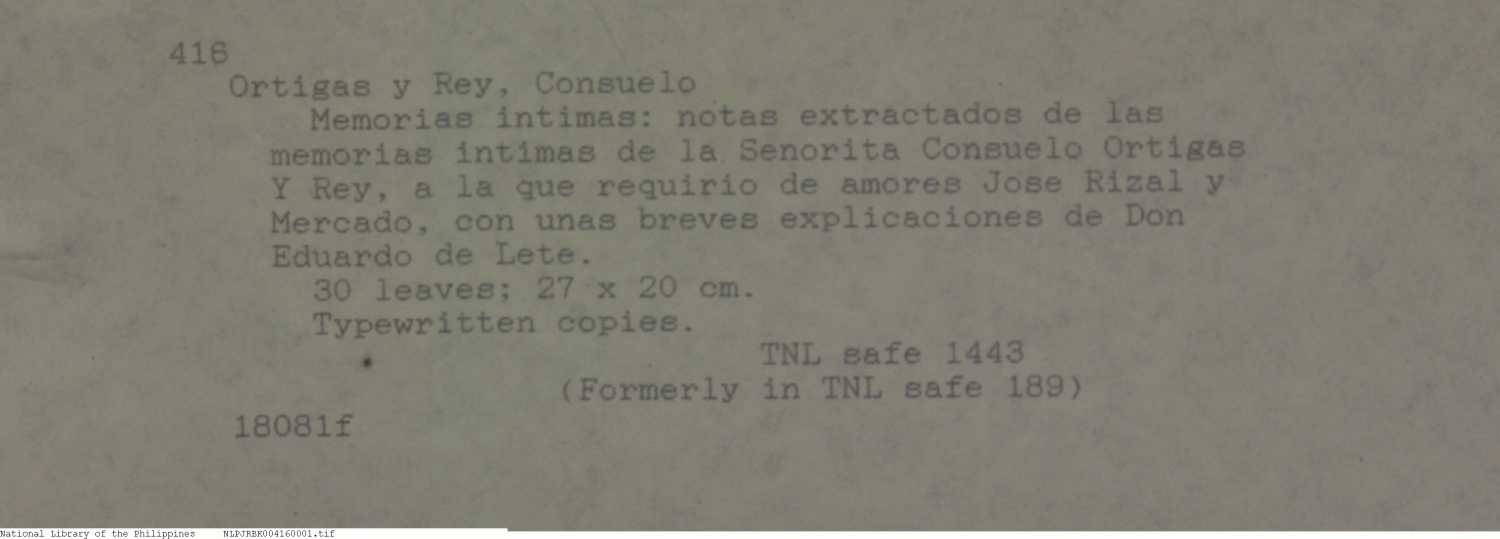 416
Ortigas y Rey, Consuelo
Memorias intimas: notas extractados de las
memorias intimas de la Senorita Consuelo Ortigas
Y Rey, a la que requirio de amores Jose Rizal y
Mercado, con unas breves explicaciones de Don
Eduardo de Lete.
30 leaves; 27 x 20 cm.
Typewritten copies.
TNL safe 1443
(Formerly in TNL safe 189)
18081f
National Library of the Philippines NLPJRBK004160001.tif